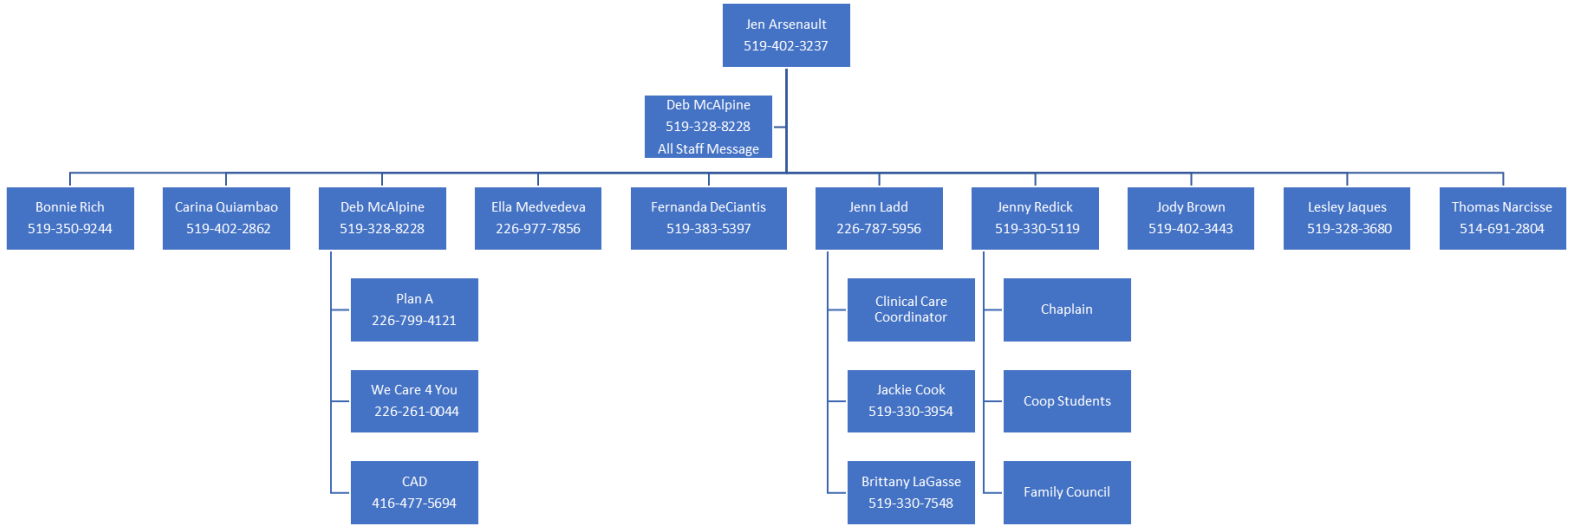 Jen Arsenault
519-402-3237
Deb McAlpine
519-328-8228
All Staff Message
Bonnie Rich
519-350-9244
Carina Quiambao
519-402-2862
Deb McAlpine
519-328-8228
Ella Medvedeva
226-977-7856
Fernanda DeCiantis
519-383-5397
Jenn Ladd
226-787-5956
Jenny Redick
519-330-5119
Jody Brown
519-402-3443
Lesley Jaques
519-328-3680
Thomas Narcisse
514-691-2804
Plan A
226-799-4121
We Care 4 You
226-261-0044
CAD
416-477-5694
Clinical Care
Coordinator
Jackie Cook
519-330-3954
Brittany LaGasse
519-330-7548
Chaplain
Coop Students
Family Council